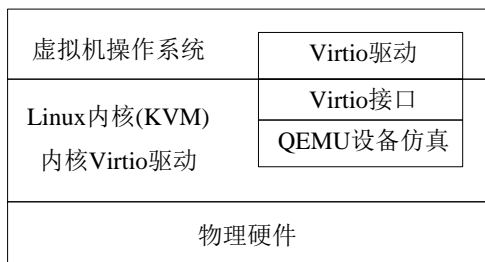 虚拟机操作系统
Virtio驱动
Virtio接口
Linux内核(KVM)
内核Virtio驱动
QEMU设备仿真
物理硬件